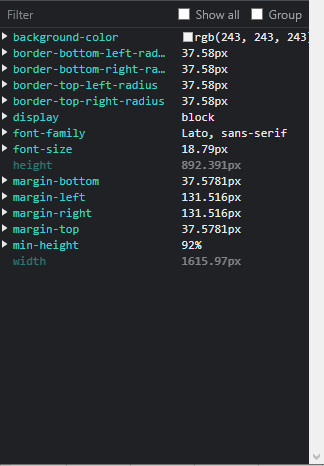 Filter Show all Group
background-color rgb(243, 243, 243)
border-bottom-left-rad… 37.58px
border-bottom-right-ra… 37.58px
border-top-left-radius 37.58px
border-top-right-radius 37.58px
display block
font-family Lato, sans-serif
font-size 18.79px
height 892.391px
margin-bottom 37.5781px
margin-left 131.516px
margin-right 131.516px
margin-top 37.5781px
min-height 92%
width 1615.97px